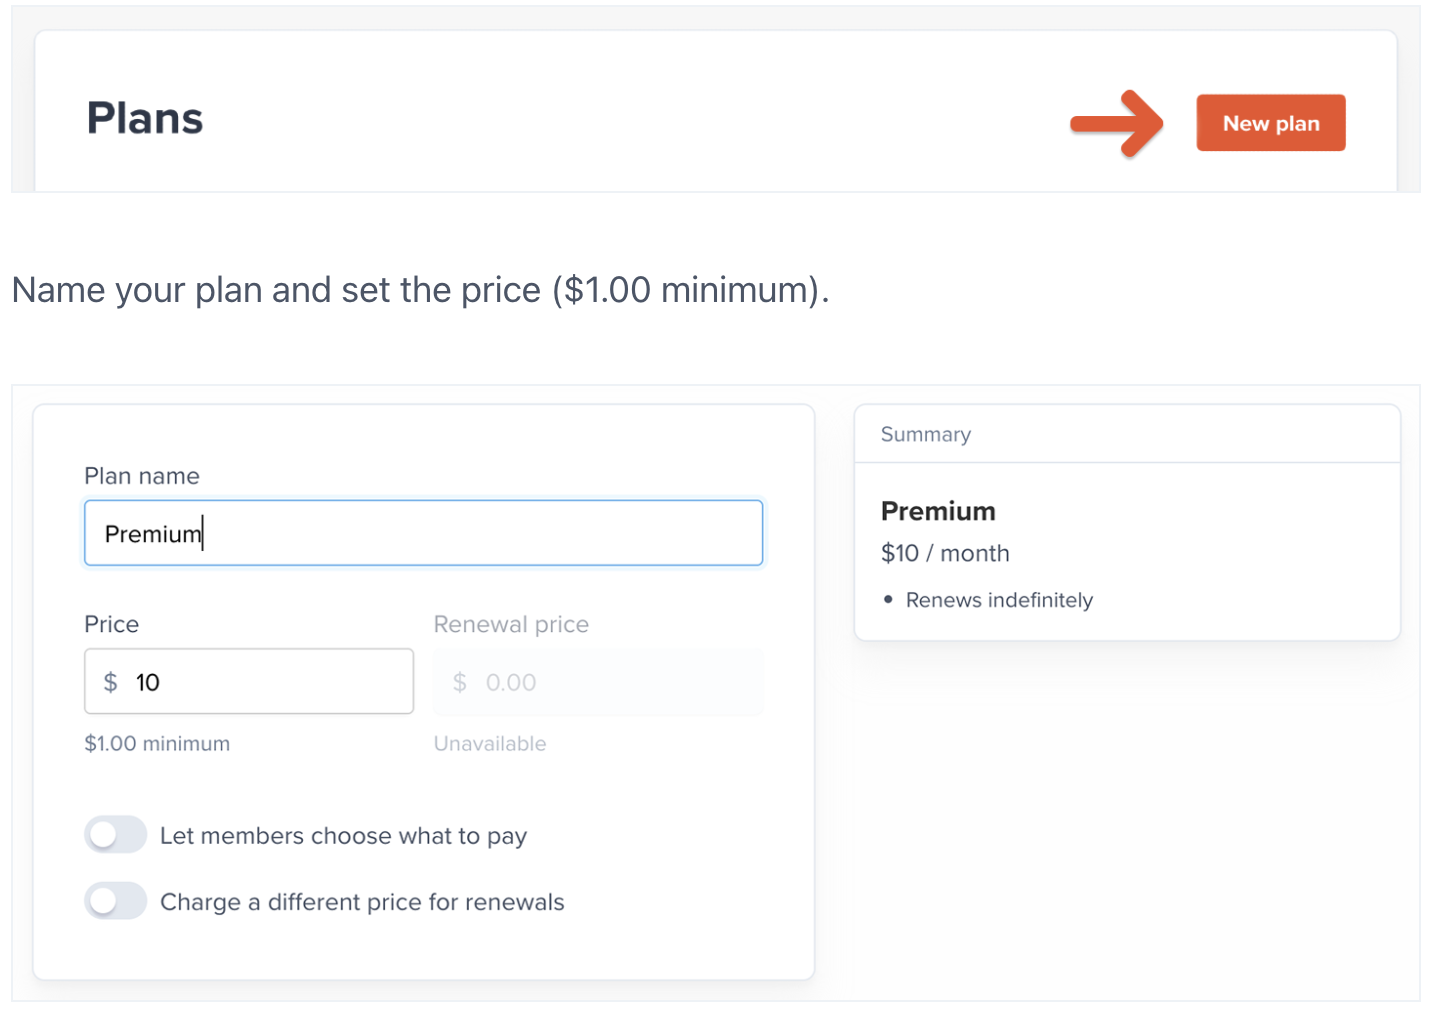 Plans
New plan
Name your plan and set the price ($1.00 minimum).
Plan name
Premium
Price
$ 10
$1.00 minimum
Renewal price
$ 0.00
Unavailable
Let members choose what to pay
Charge a different price for renewals
Summary
Premium
$10 / month
• Renews indefinitely